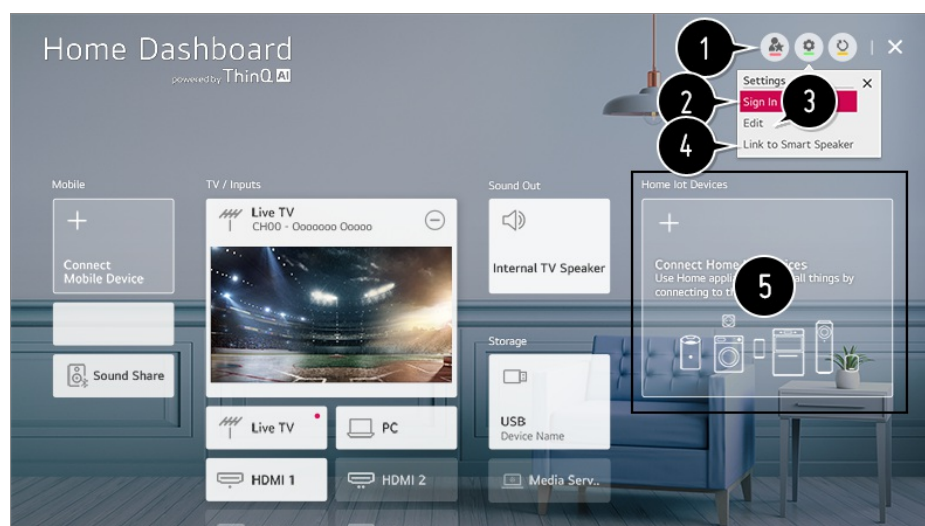 Home Dashboard
powered by ThinQ AI
1
2
3
4
Settings
Sign In
Edit
Link to Smart Speaker
Mobile
TV / Inputs
Sound Out
Home Iot Devices
Connect
Mobile Device
Live TV
CH00 - Ooooooo Ooooo
Internal TV Speaker
Connect Home
Use Home all things by
connecting to
5
Sound Share
Storage
USB
Device Name
Live TV
PC
HDMI 1
HDMI 2
Media Serv..